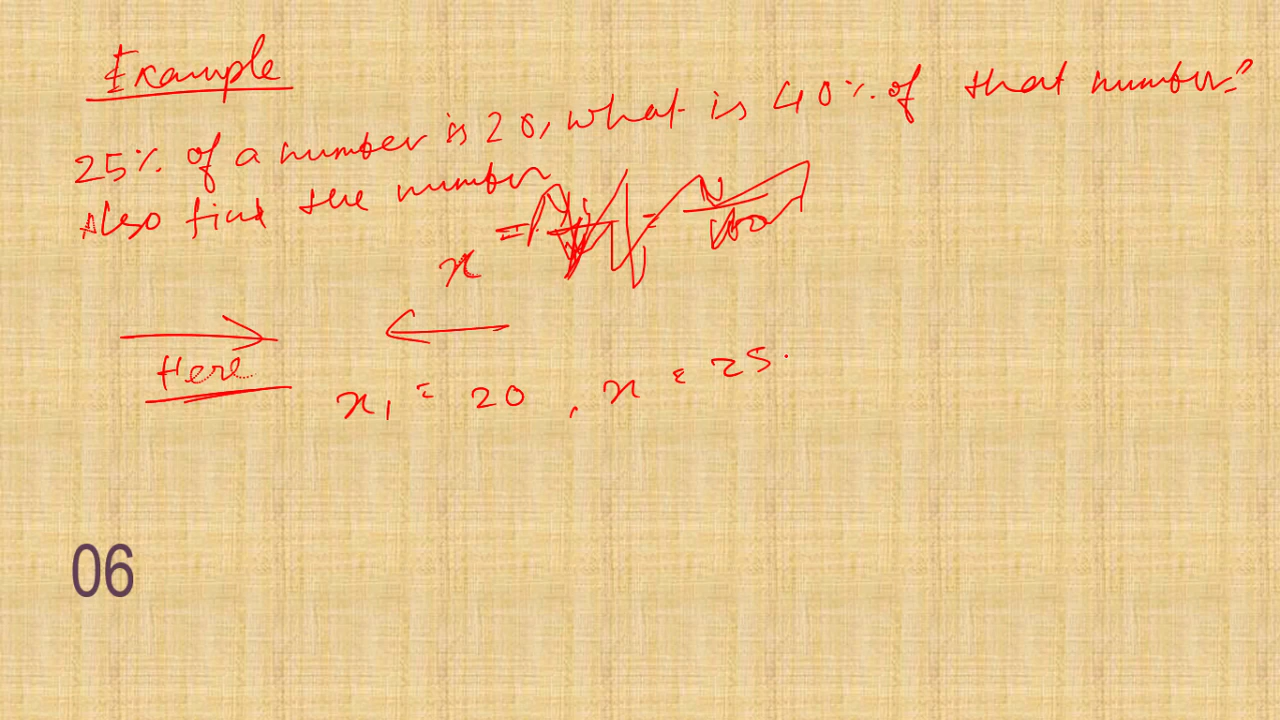 Example
25% of a number is 20, what is 40% of that number?
Also find the number
x =
Here
x₁ = 20, x = 25.
06